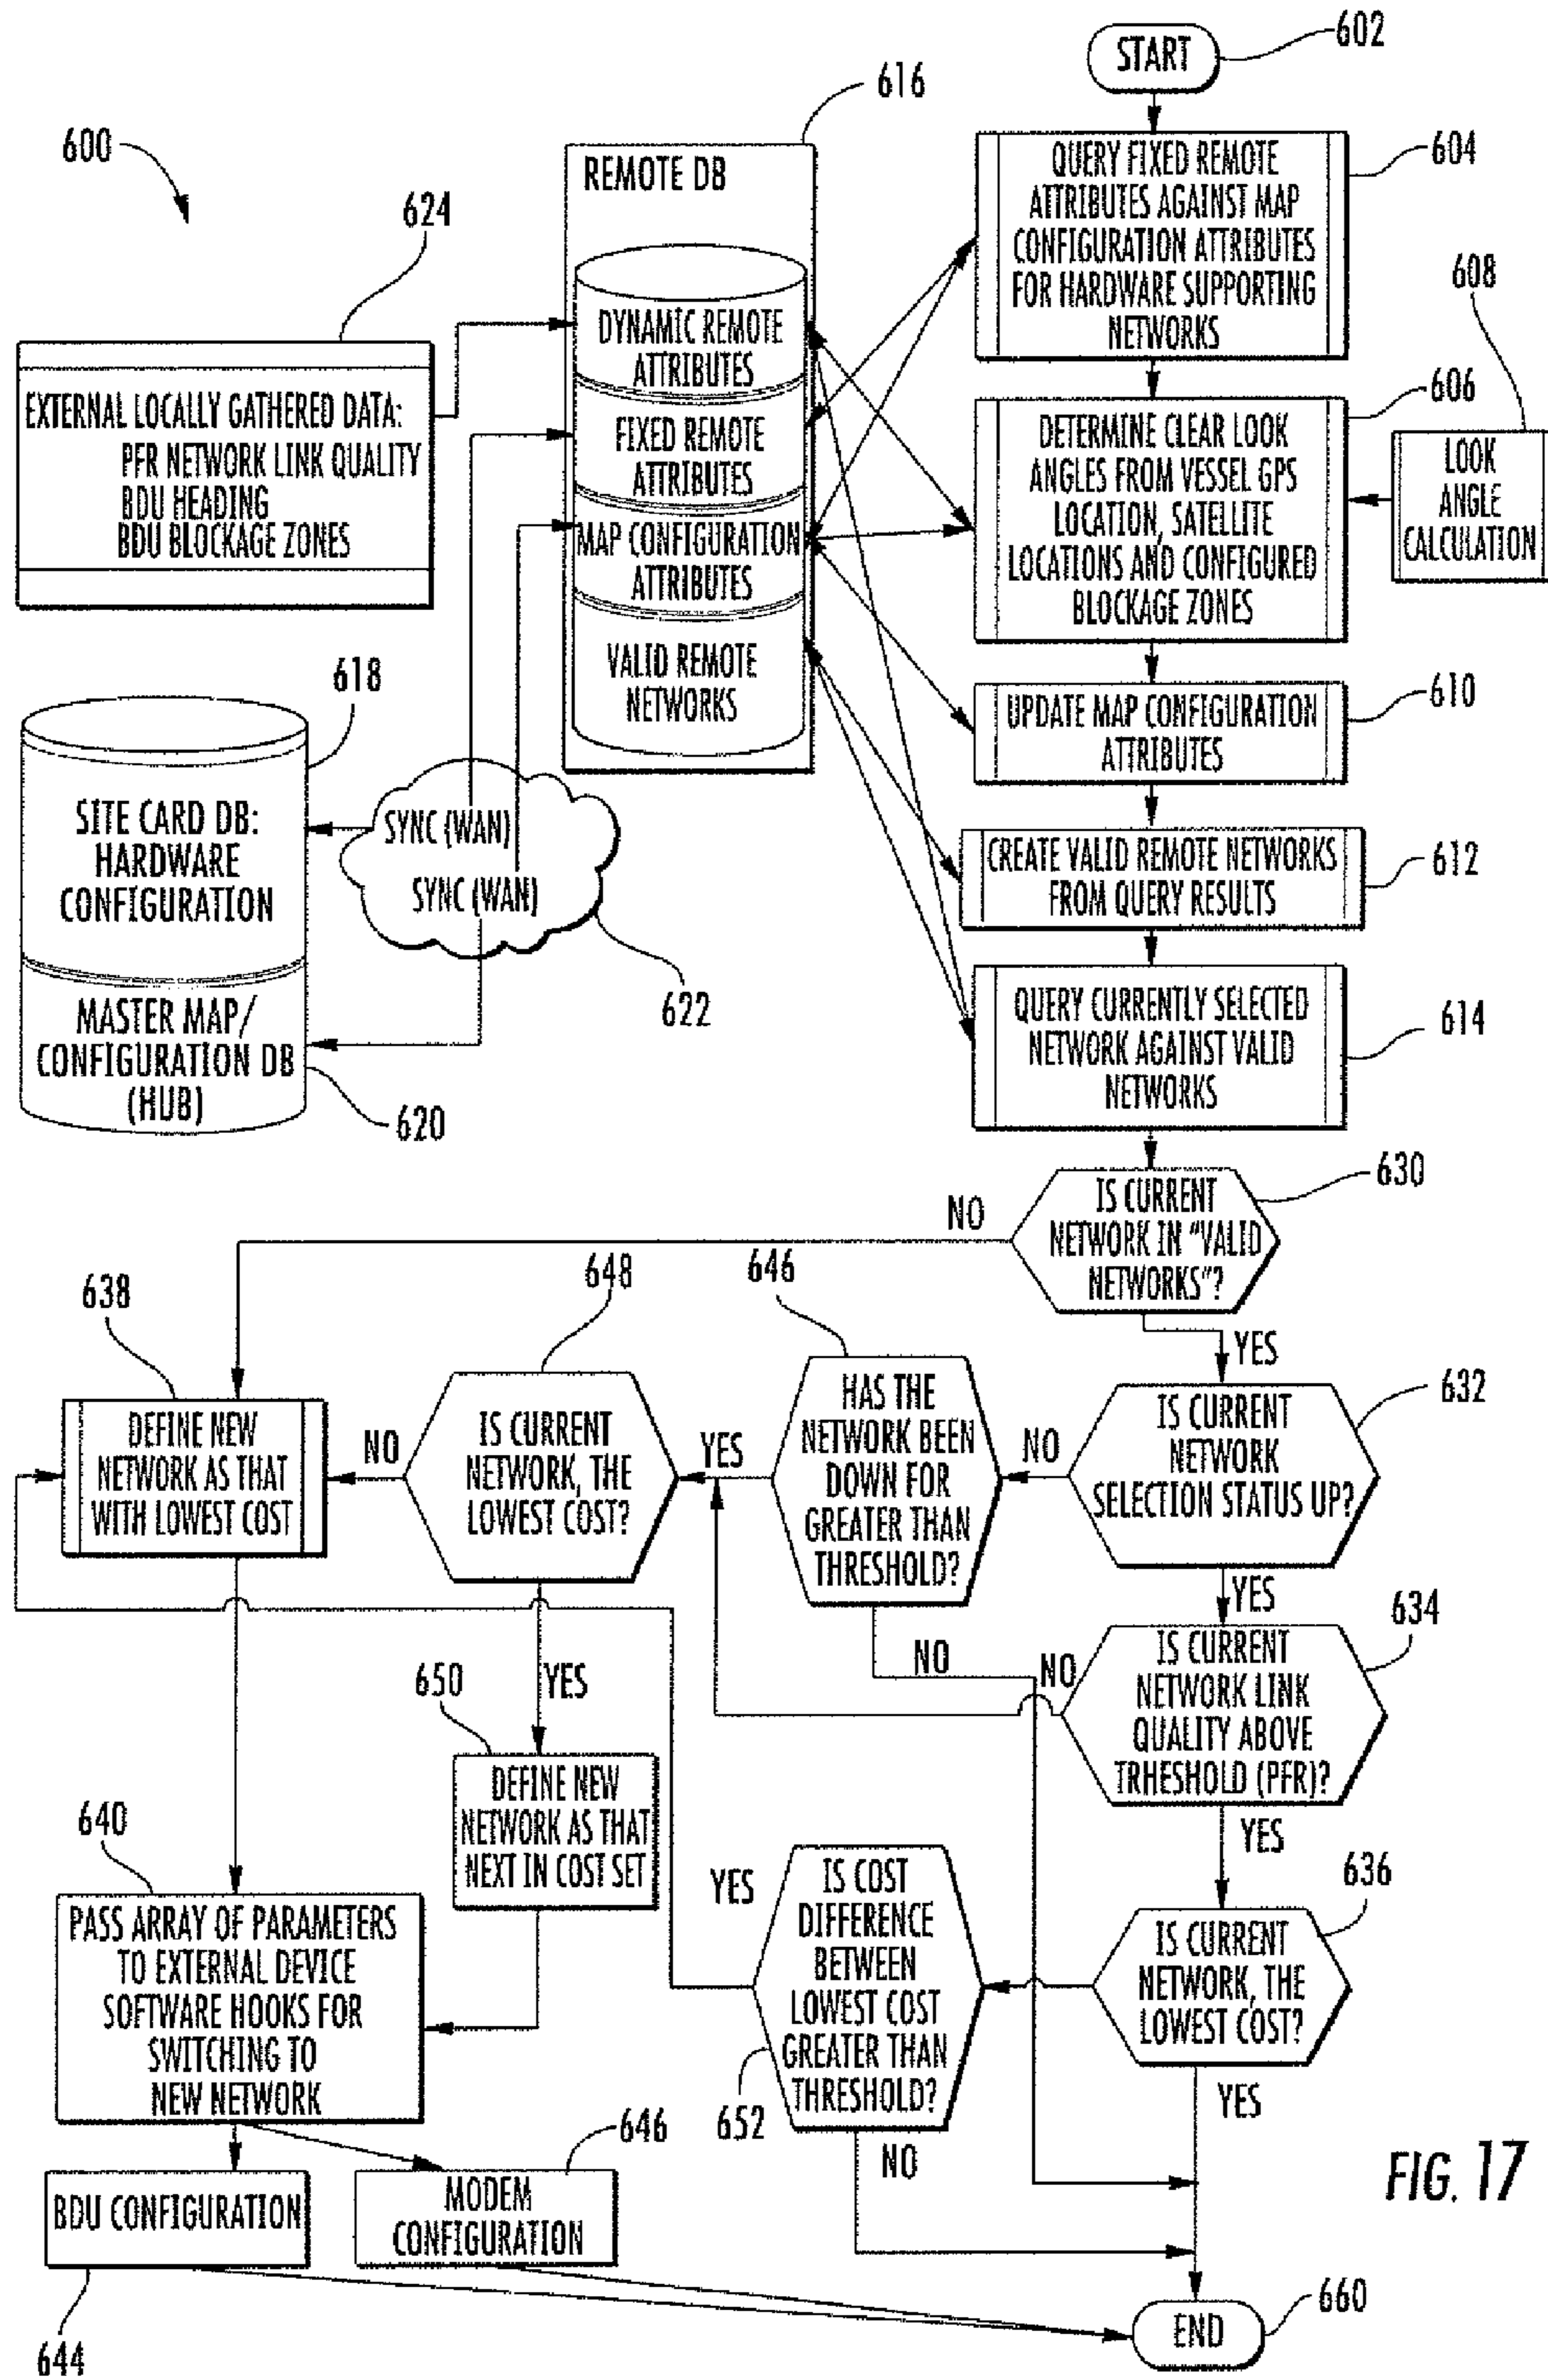 602
START
616
600
REMOTE DB
604
QUERY FIXED REMOTE
ATTRIBUTES AGAINST MAP
CONFIGURATION ATTRIBUTES
FOR HARDWARE SUPPORTING
NETWORKS
624
608
DYNAMIC REMOTE
ATTRIBUTES
606
EXTERNAL LOCALLY GATHERED DATA:
PFR NETWORK LINK QUALITY
BDU HEADING
BDU BLOCKAGE ZONES
FIXED REMOTE
ATTRIBUTES
DETERMINE CLEAR LOOK
ANGLES FROM VESSEL GPS
LOCATION, SATELLITE
LOCATIONS AND CONFIGURED
BLOCKAGE ZONES
LOOK
ANGLE
CALCULATION
MAP CONFIGURATION
ATTRIBUTES
VALID REMOTE
NETWORKS
618
610
UPDATE MAP CONFIGURATION
ATTRIBUTES
SITE CARD DB:
HARDWARE
CONFIGURATION
SYNC (WAN)
SYNC (WAN)
CREATE VALID REMOTE NETWORKS
FROM QUERY RESULTS
612
622
MASTER MAP/
CONFIGURATION DB
(HUB)
620
QUERY CURRENTLY SELECTED
NETWORK AGAINST VALID
NETWORKS
614
630
IS CURRENT
NETWORK IN "VALID
NETWORKS"?
NO
YES
638
648
646
632
DEFINE NEW
NETWORK AS THAT
WITH LOWEST COST
NO
IS CURRENT
NETWORK, THE
LOWEST COST?
YES
HAS THE
NETWORK BEEN
DOWN FOR
GREATER THAN
THRESHOLD?
NO
IS CURRENT
NETWORK
SELECTION STATUS UP?
YES
634
NO
NO
IS CURRENT
NETWORK LINK
QUALITY ABOVE
TRHESHOLD (PFR)?
YES
650
YES
DEFINE NEW
NETWORK AS THAT
NEXT IN COST SET
640
636
YES
IS COST
DIFFERENCE
BETWEEN
LOWEST COST
GREATER THAN
THRESHOLD?
IS CURRENT
NETWORK, THE
LOWEST COST?
PASS ARRAY OF PARAMETERS
TO EXTERNAL DEVICE
SOFTWARE HOOKS FOR
SWITCHING TO
NEW NETWORK
652
YES
NO
646
BDU CONFIGURATION
MODEM
CONFIGURATION
FIG. 17
644
END
660